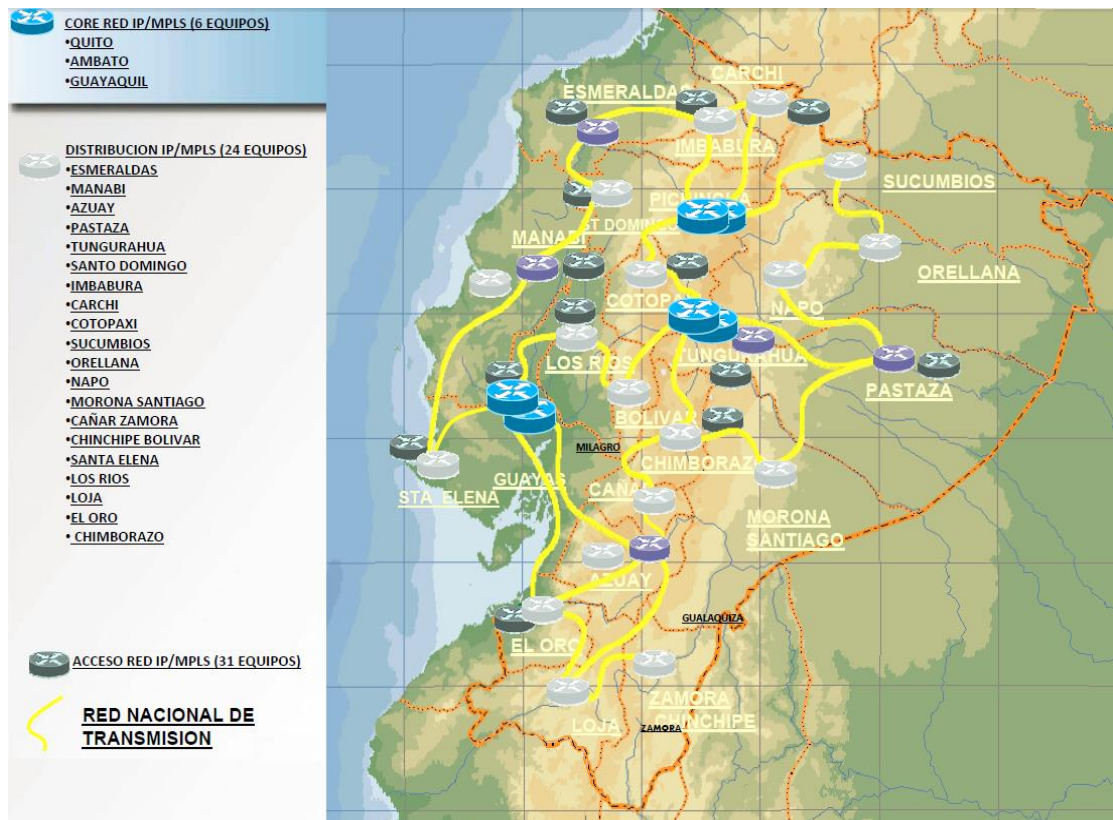 CORE RED IP/MPLS (6 EQUIPOS)
•QUITO
•AMBATO
•GUAYAQUIL
DISTRIBUCION IP/MPLS (24 EQUIPOS)
•ESMERALDAS
•MANABI
•AZUAY
•PASTAZA
•TUNGURAHUA
•SANTO DOMINGO
•IMBABURA
•CARCHI
•COTOPAXI
•SUCUMBIOS
•ORELLANA
•NAPO
•MORONA SANTIAGO
•CAÑAR ZAMORA
•CHINCHIPE BOLIVAR
•SANTA ELENA
•LOS RIOS
•LOJA
•EL ORO
• CHIMBORAZO
ACCESO RED IP/MPLS (31 EQUIPOS)
RED NACIONAL DE
TRANSMISION
CARCHI
ESMERALDAS
IMBABURA
SUCUMBIOS
PICHINCHA
ST DOMINGO
MANABI
ORELLANA
COTOP
NAPO
TUNGURAHUA
LOS RIOS
PASTAZA
BOLIVAR
MILAGRO
CHIMBORAZ
GUAYAS
STA ELENA
CAÑA
MORONA
SANTIAGO
AZUAY
GUALAQUIZA
EL ORO
ZAMORA
CHINCHIPE
LOJA
ZAMORA